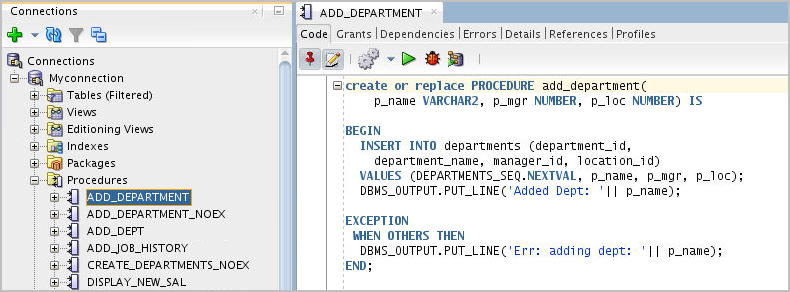 Connections
Connections
Myconnection
Tables (Filtered)
Views
Editioning Views
Indexes
Packages
Procedures
ADD_DEPARTMENT
ADD_DEPARTMENT_NOEX
ADD_DEPT
ADD_JOB_HISTORY
CREATE_DEPARTMENTS_NOEX
DISPLAY_NEW_SAL
ADD_DEPARTMENT
Code Grants Dependencies Errors Details References Profiles
create or replace PROCEDURE add_department(
p_name VARCHAR2, p_mgr NUMBER, p_loc NUMBER) IS
BEGIN
INSERT INTO departments (department_id,
department_name, manager_id, location_id)
VALUES (DEPARTMENTS_SEQ.NEXTVAL, p_name, p_mgr, p_loc);
DBMS_OUTPUT.PUT_LINE('Added Dept: '|| p_name);
EXCEPTION
WHEN OTHERS THEN
DBMS_OUTPUT.PUT_LINE('Err: adding dept: '|| p_name);
END;